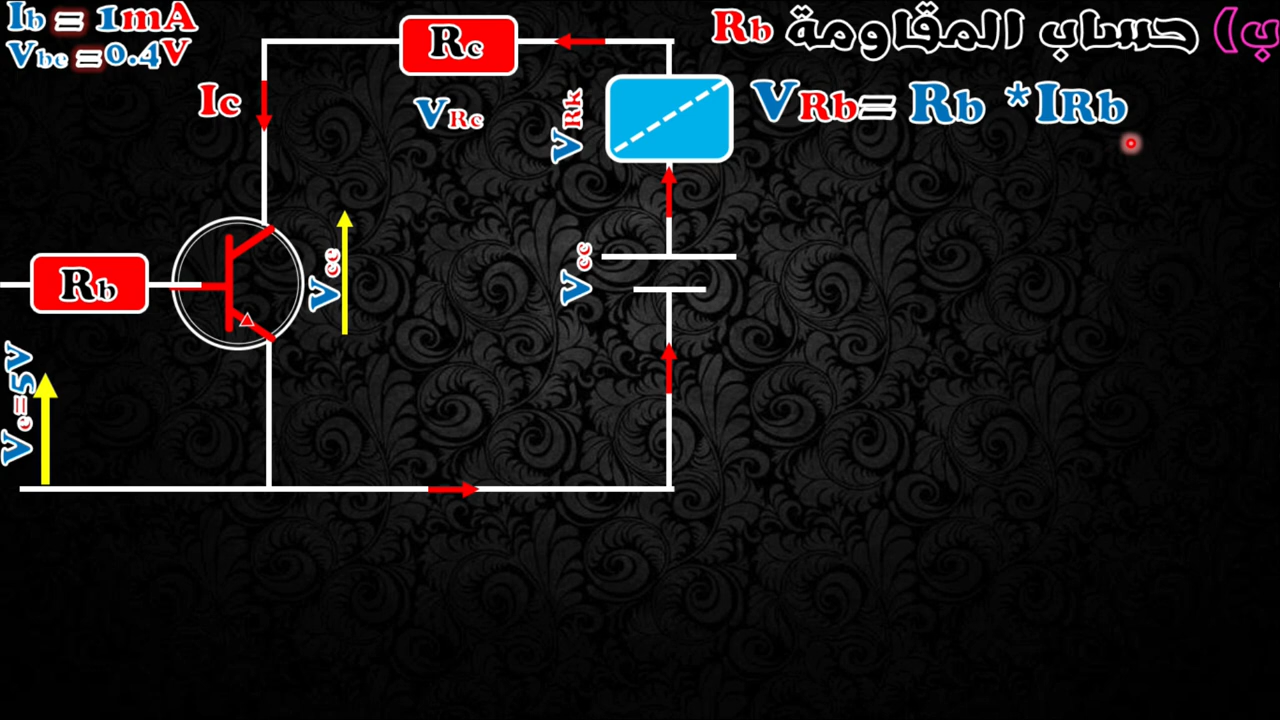 Ib = 1mA
Vbe =0.4V
ب) حساب المقاومة Rb
VRb= Rb *IRb
Rc
VRc
Ic
VRk
Vcc
Vce
Rb
Ve=5V